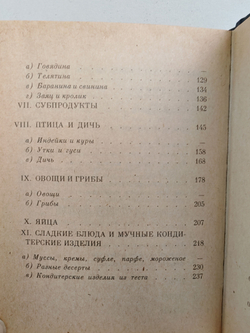 а) Говядина —
б) Телятина 129
в) Баранина и свинина 134
г) Заяц и кролик 136
VII. СУБПРОДУКТЫ 142
VIII. ПТИЦА И ДИЧЬ 145
а) Индейки и куры —
б) Утки и гуси 158
в) Дичь 168
IX. ОВОЩИ И ГРИБЫ 178
а) Овощи —
б) Грибы 205
X. ЯЙЦА 207
XI. СЛАДКИЕ БЛЮДА И МУЧНЫЕ КОНДИ-
ТЕРСКИЕ ИЗДЕЛИЯ 218
а) Муссы, кремы, суфле, парфе, мороженое —
б) Разные десерты 230
в) Кондитерские изделия из теста 237